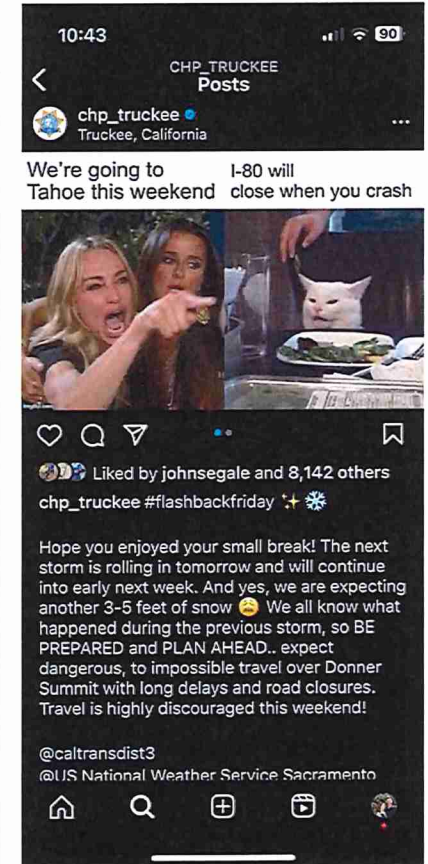 10:43
90
CHP_TRUCKEE
Posts
chp_truckee
Truckee, California
We're going to
Tahoe this weekend
I-80 will
close when you crash
Liked by johnsegale and 8,142 others
chp_truckee #flashbackfriday ✨ ❄️
Hope you enjoyed your small break! The next
storm is rolling in tomorrow and will continue
into early next week. And yes, we are expecting
another 3-5 feet of snow 😩 We all know what
happened during the previous storm, so BE
PREPARED and PLAN AHEAD.. expect
dangerous, to impossible travel over Donner
Summit with long delays and road closures.
Travel is highly discouraged this weekend!
@caltransdist3
@US National Weather Service Sacramento